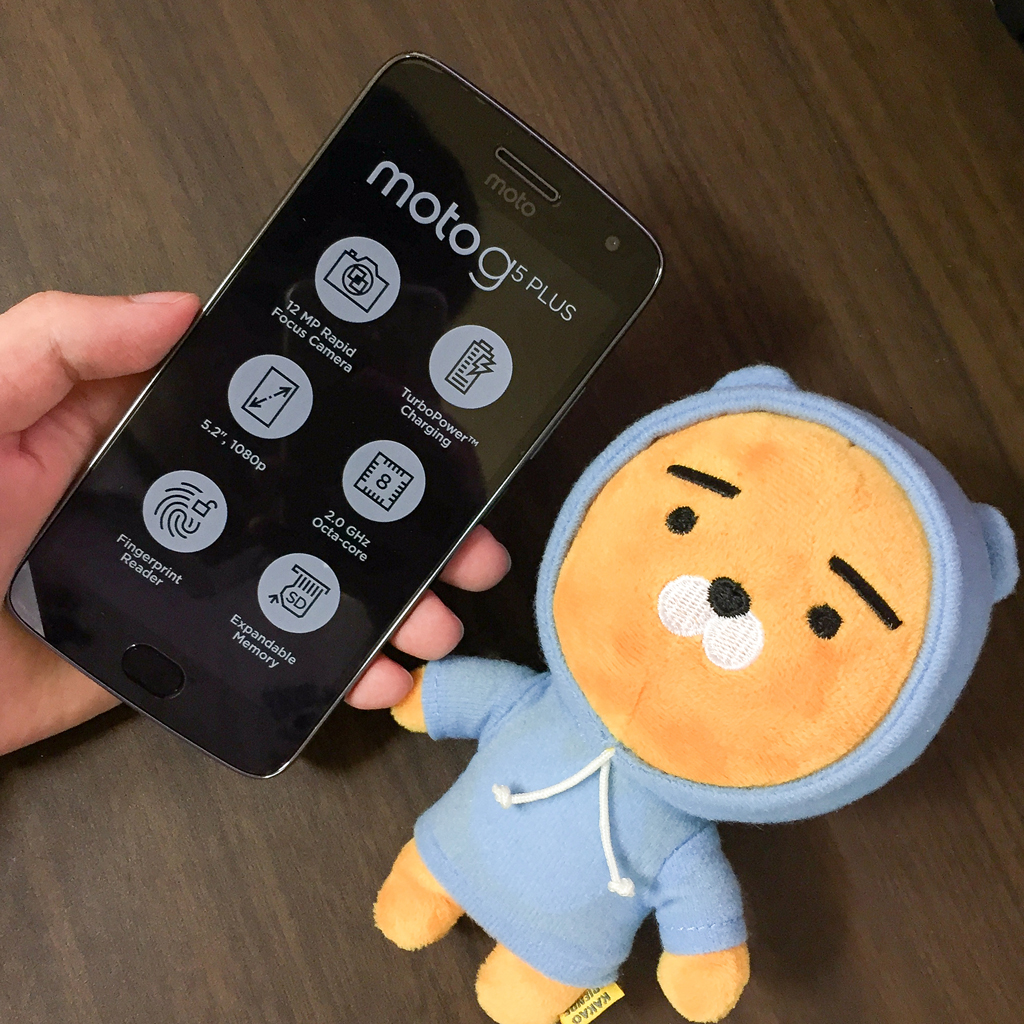 moto
moto g5 PLUS
12 MP Rapid
Focus Camera
TurboPower™
Charging
5.2", 1080p
8
2.0 GHz
Octa-core
Fingerprint
Reader
SD
Expandable
Memory
KAKAO
FRIENDS